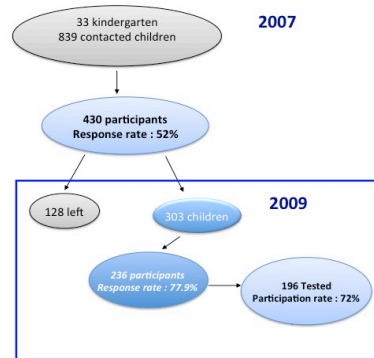 33 kindergarten
839 contacted children
2007
430 participants
Response rate : 52%
128 left
303 children
2009
236 participants
Response rate : 77.9%
196 Tested
Participation rate : 72%